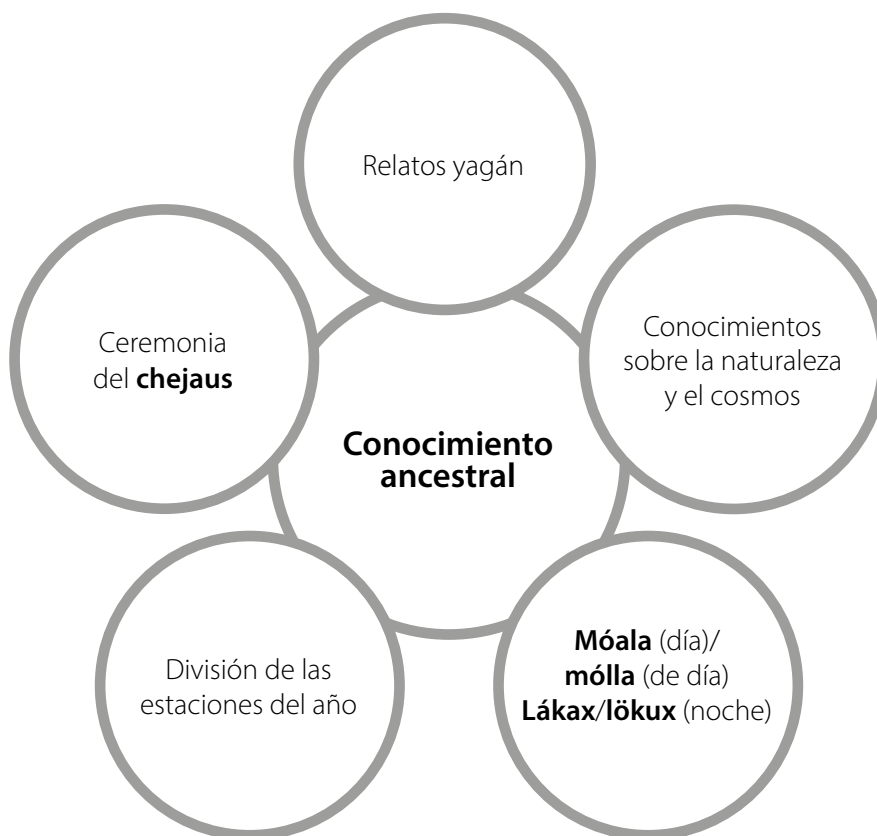 Relatos yagán
Ceremonia
del chejaus
Conocimientos
sobre la naturaleza
y el cosmos
Conocimiento
ancestral
División de las
estaciones del año
Móala (día)/
mólla (de día)
Lákax/lökux (noche)